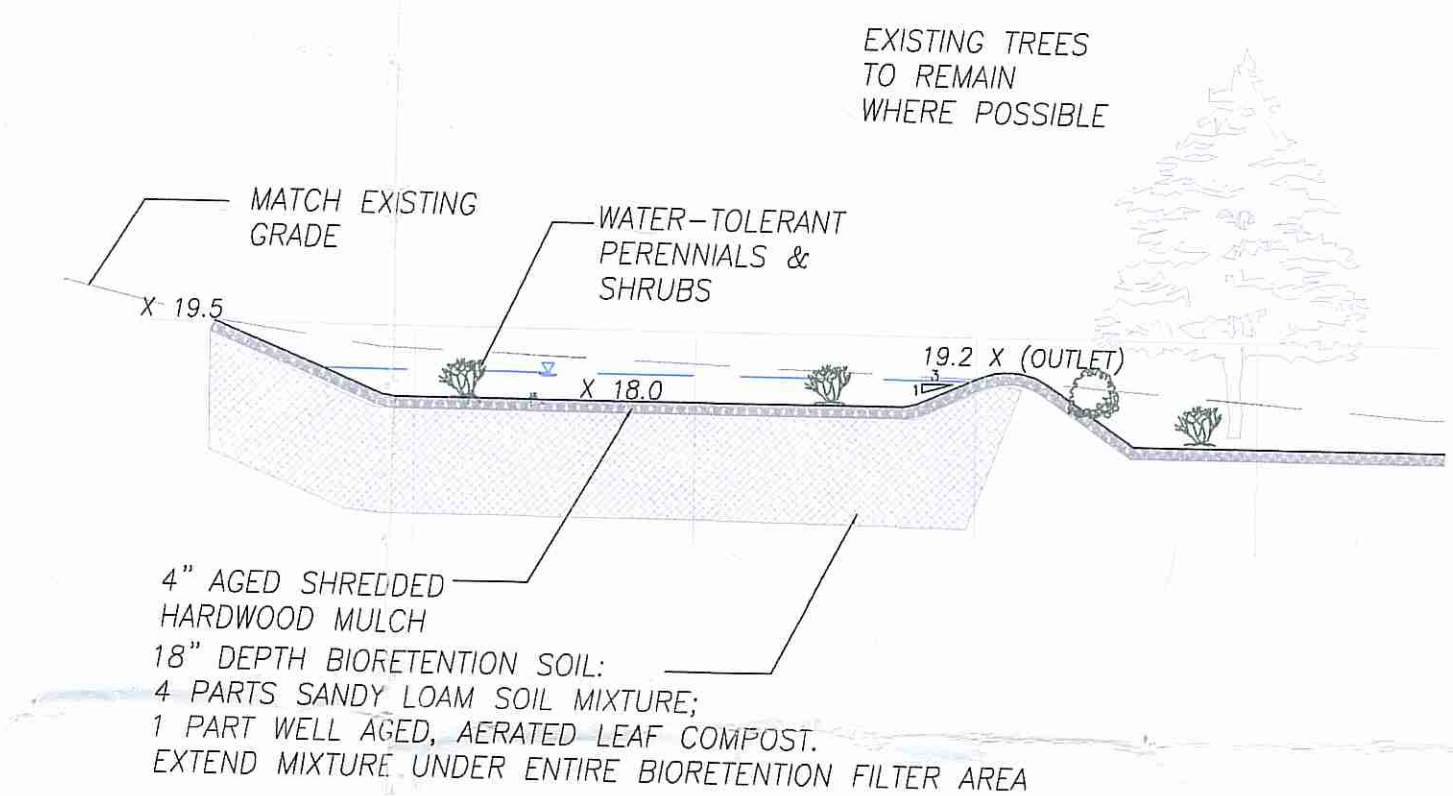 EXISTING TREES
TO REMAIN
WHERE POSSIBLE
MATCH EXISTING
GRADE
WATER-TOLERANT
PERENNIALS &
SHRUBS
X 19.5
19.2 X (OUTLET)
3
1
X 18.0
4" AGED SHREDDED
HARDWOOD MULCH
18" DEPTH BIORETENTION SOIL:
4 PARTS SANDY LOAM SOIL MIXTURE;
1 PART WELL AGED, AERATED LEAF COMPOST.
EXTEND MIXTURE UNDER ENTIRE BIORETENTION FILTER AREA